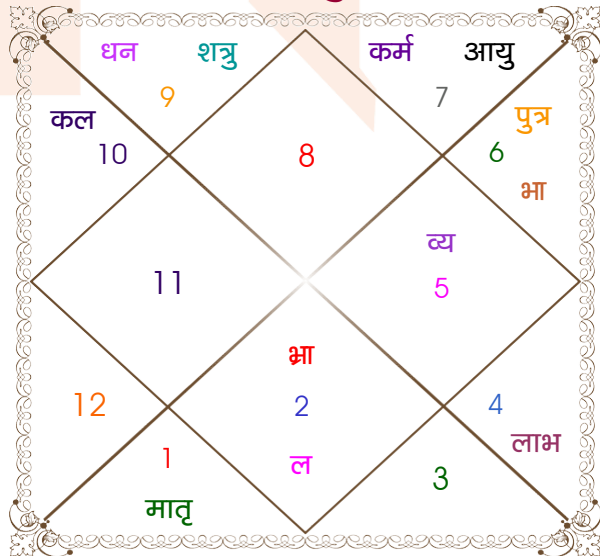 धन शत्रु कर्म आयु
9 7
कल पुत्र
10 8 6
भा
व्य
11 5
भ्रा
12 2 4
लाभ
1 ल 3
मातृ